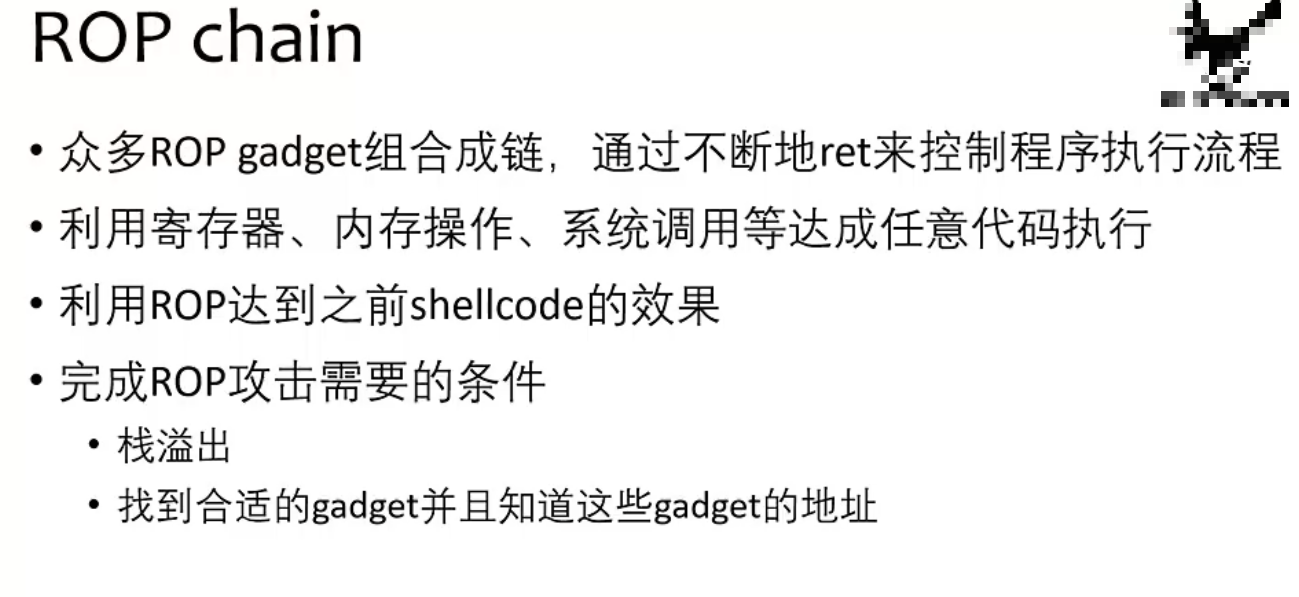 ROP chain
• 众多ROP gadget组合成链，通过不断地ret来控制程序执行流程
• 利用寄存器、内存操作、系统调用等达成任意代码执行
• 利用ROP达到之前shellcode的效果
• 完成ROP攻击需要的条件
• 栈溢出
• 找到合适的gadget并且知道这些gadget的地址